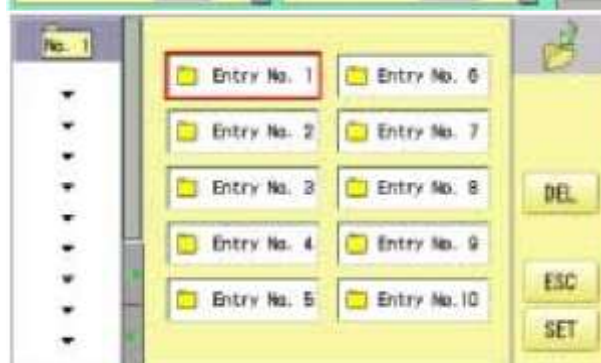 No. 1
Entry No. 1
Entry No. 6
Entry No. 2
Entry No. 7
Entry No. 3
Entry No. 8
Entry No. 4
Entry No. 9
Entry No. 5
Entry No.10
DEL
ESC
SET